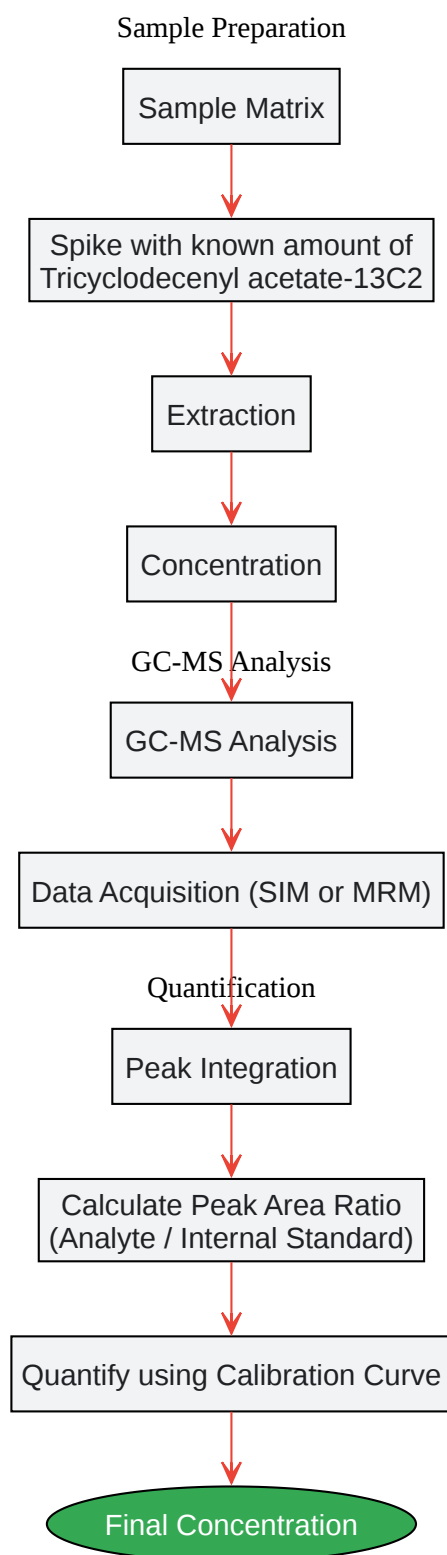 Sample Preparation
Sample Matrix
Spike with known amount of
Tricyclodecenyl acetate-13C2
Extraction
Concentration
GC-MS Analysis
GC-MS Analysis
Data Acquisition (SIM or MRM)
Quantification
Peak Integration
Calculate Peak Area Ratio
(Analyte / Internal Standard)
Quantify using Calibration Curve
Final Concentration